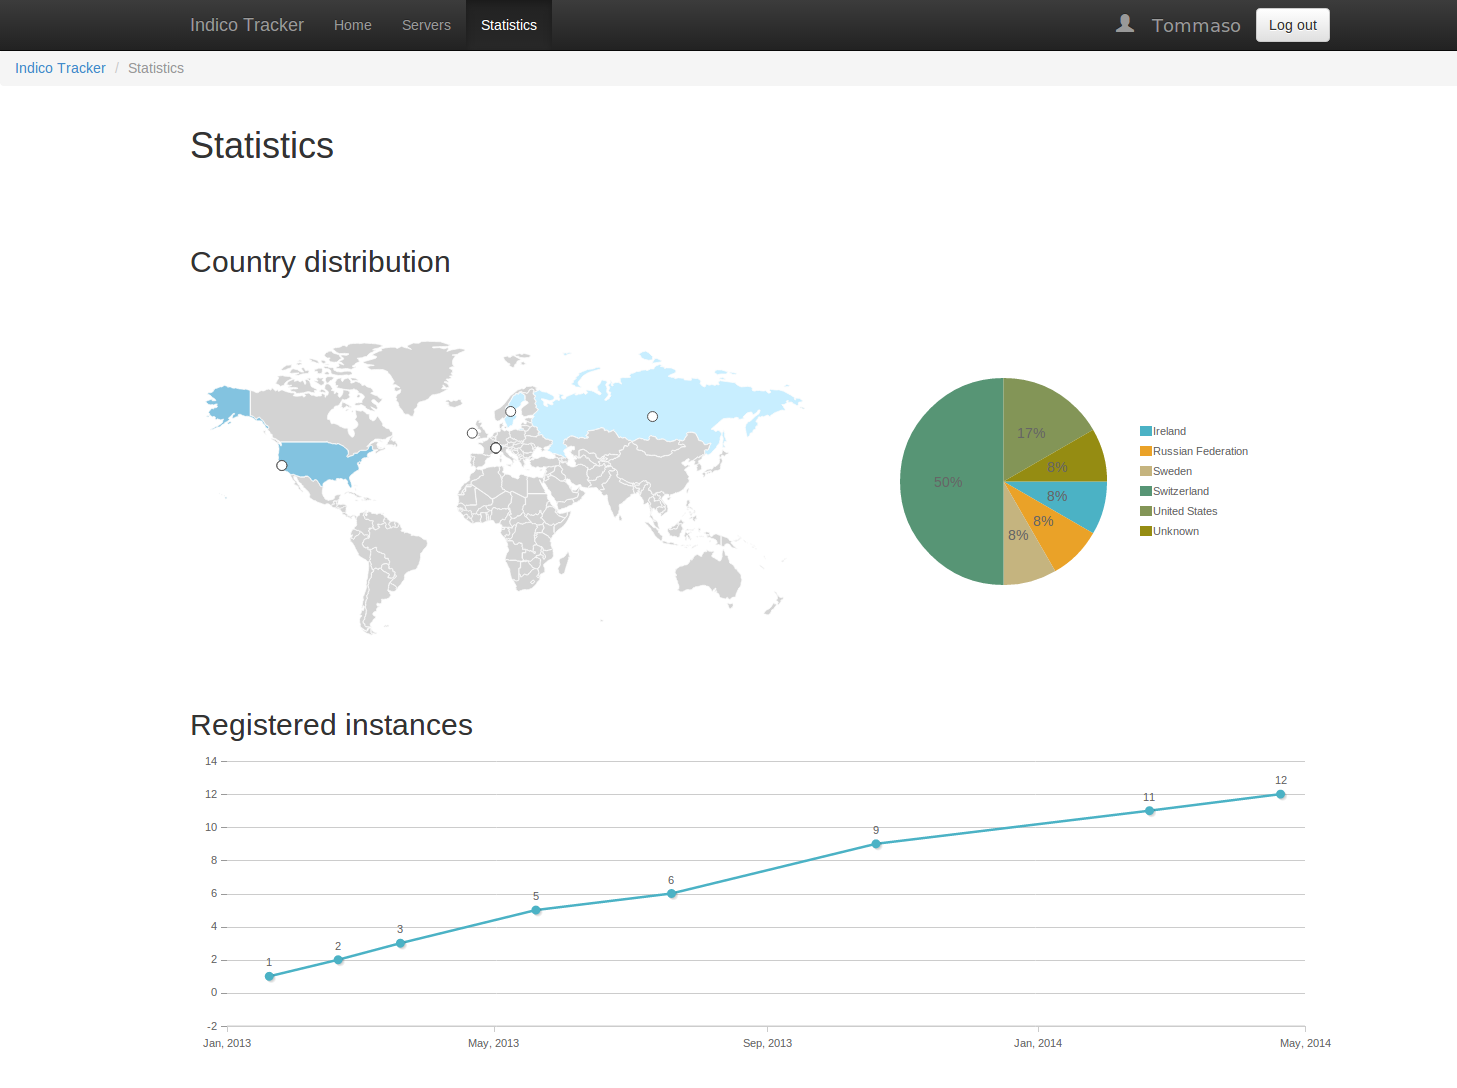 Indico Tracker Home Servers Statistics Tommaso Log out
Indico Tracker / Statistics
Statistics
Country distribution
17%
8%
50%
8%
8%
8%
Ireland
Russian Federation
Sweden
Switzerland
United States
Unknown
Registered instances
14
12
10
8
6
4
2
0
-2
1
2
3
5
6
9
11
12
Jan, 2013 May, 2013 Sep, 2013 Jan, 2014 May, 2014